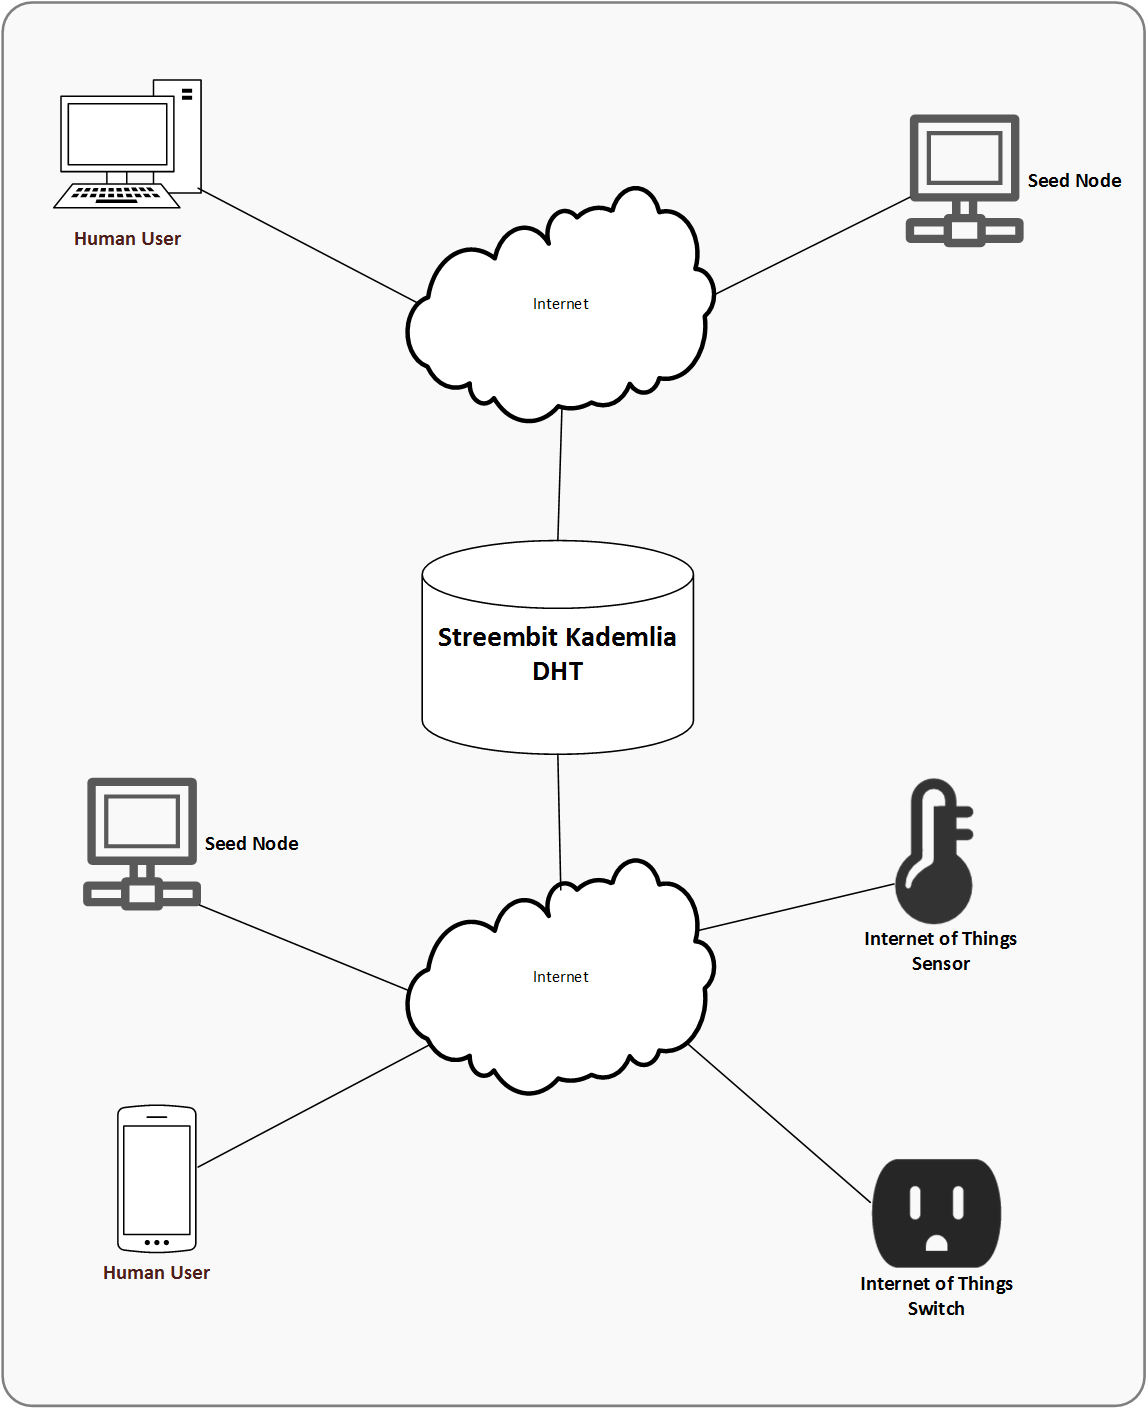 Human User
Seed Node
Internet
Streembit Kademlia
DHT
Seed Node
Internet of Things
Sensor
Internet
Human User
Internet of Things
Switch